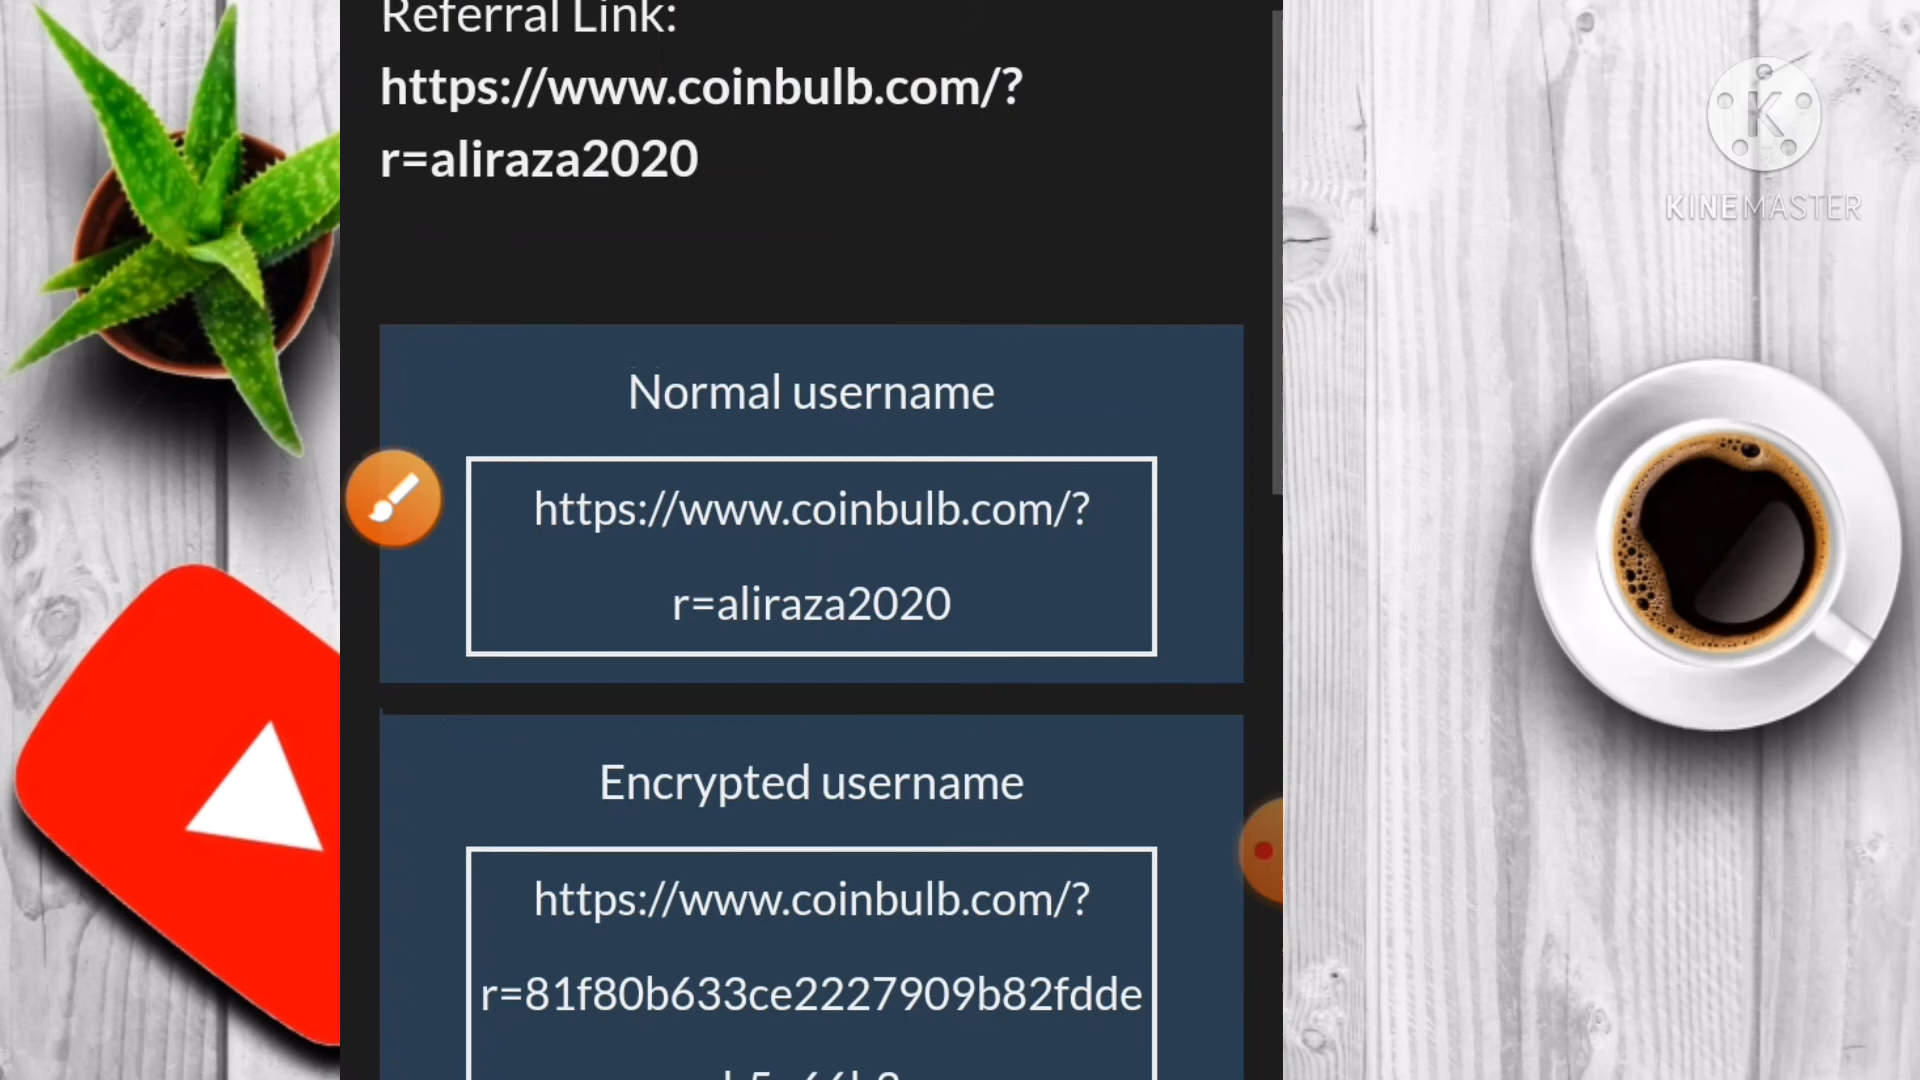 Referral Link:
https://www.coinbulb.com/?
r=aliraza2020
Normal username
https://www.coinbulb.com/?
r=aliraza2020
Encrypted username
https://www.coinbulb.com/?
r=81f80b633ce2227909b82fdde
K
KINEMASTER